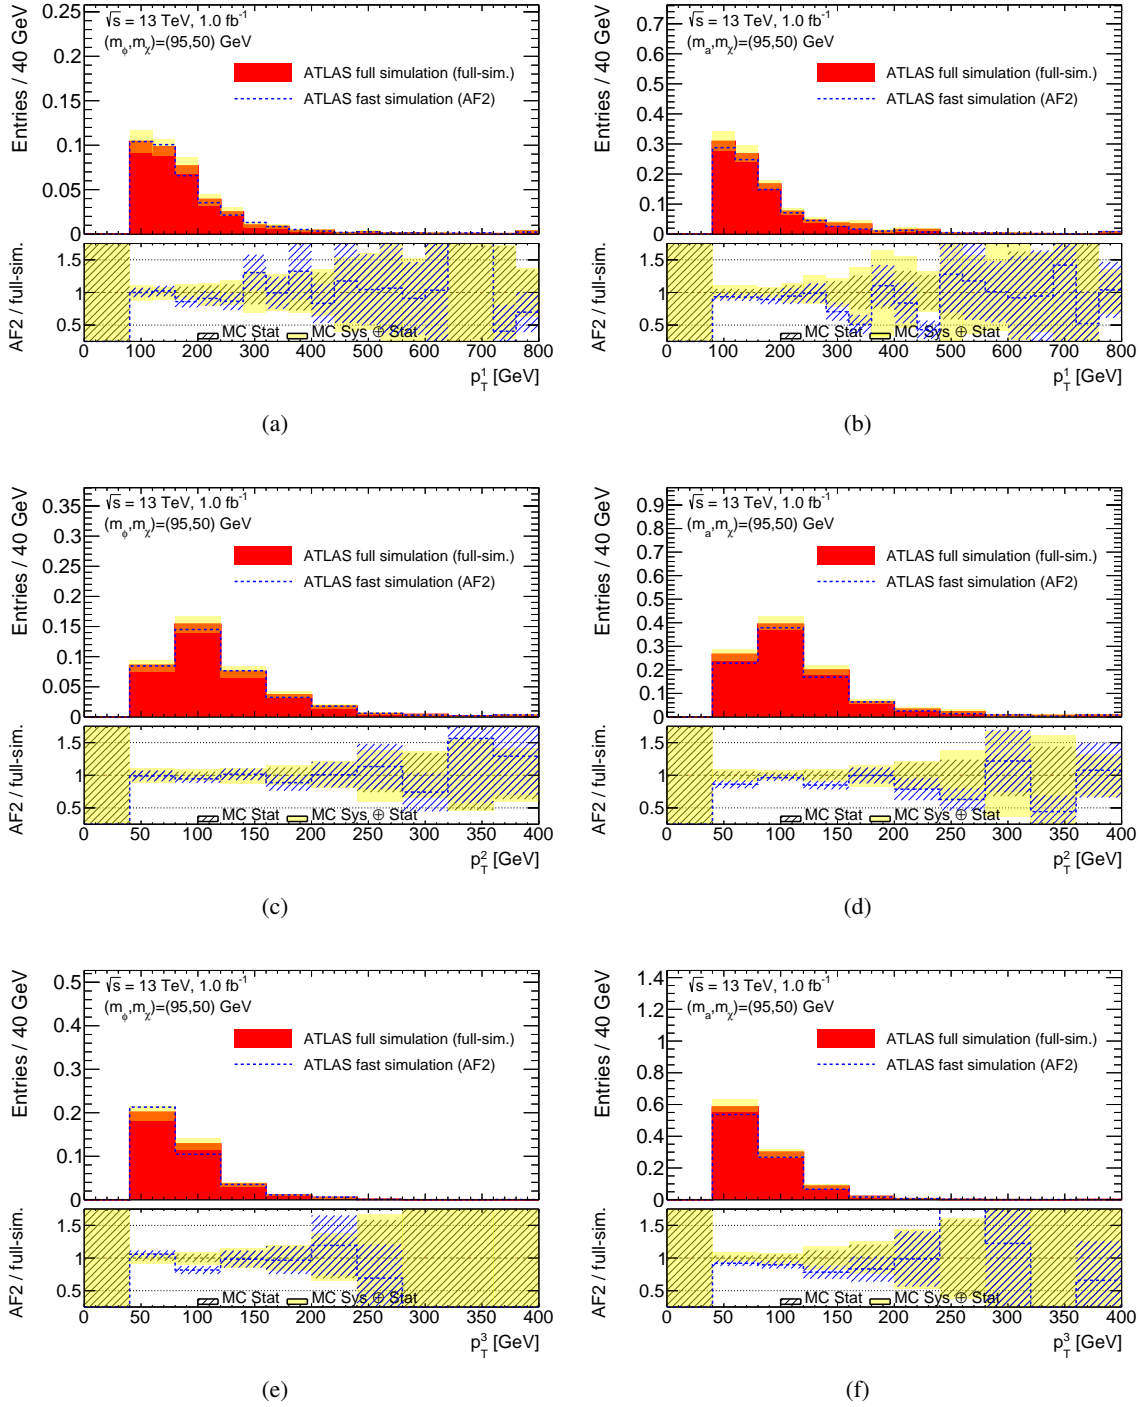 √s = 13 TeV, 1.0 fb⁻¹
(m_ϕ,m_χ)=(95,50) GeV
ATLAS full simulation (full-sim.)
ATLAS fast simulation (AF2)
Entries / 40 GeV
0.25
0.2
0.15
0.1
0.05
0
AF2 / full-sim.
1.5
1
0.5
MC Stat
MC Sys ⊕ Stat
0 100 200 300 400 500 600 700 800
p_T^1 [GeV]
(a)
√s = 13 TeV, 1.0 fb⁻¹
(m_a,m_χ)=(95,50) GeV
ATLAS full simulation (full-sim.)
ATLAS fast simulation (AF2)
Entries / 40 GeV
0.7
0.6
0.5
0.4
0.3
0.2
0.1
0
AF2 / full-sim.
1.5
1
0.5
MC Stat
MC Sys ⊕ Stat
0 100 200 300 400 500 600 700 800
p_T^1 [GeV]
(b)
√s = 13 TeV, 1.0 fb⁻¹
(m_ϕ,m_χ)=(95,50) GeV
ATLAS full simulation (full-sim.)
ATLAS fast simulation (AF2)
Entries / 40 GeV
0.35
0.3
0.25
0.2
0.15
0.1
0.05
0
AF2 / full-sim.
1.5
1
0.5
MC Stat
MC Sys ⊕ Stat
0 50 100 150 200 250 300 350 400
p_T^2 [GeV]
(c)
√s = 13 TeV, 1.0 fb⁻¹
(m_a,m_χ)=(95,50) GeV
ATLAS full simulation (full-sim.)
ATLAS fast simulation (AF2)
Entries / 40 GeV
0.9
0.8
0.7
0.6
0.5
0.4
0.3
0.2
0.1
0
AF2 / full-sim.
1.5
1
0.5
MC Stat
MC Sys ⊕ Stat
0 50 100 150 200 250 300 350 400
p_T^2 [GeV]
(d)
√s = 13 TeV, 1.0 fb⁻¹
(m_ϕ,m_χ)=(95,50) GeV
ATLAS full simulation (full-sim.)
ATLAS fast simulation (AF2)
Entries / 40 GeV
0.5
0.4
0.3
0.2
0.1
0
AF2 / full-sim.
1.5
1
0.5
MC Stat
MC Sys ⊕ Stat
0 50 100 150 200 250 300 350 400
p_T^3 [GeV]
(e)
√s = 13 TeV, 1.0 fb⁻¹
(m_a,m_χ)=(95,50) GeV
ATLAS full simulation (full-sim.)
ATLAS fast simulation (AF2)
Entries / 40 GeV
1.4
1.2
1
0.8
0.6
0.4
0.2
0
AF2 / full-sim.
1.5
1
0.5
MC Stat
MC Sys ⊕ Stat
0 50 100 150 200 250 300 350 400
p_T^3 [GeV]
(f)